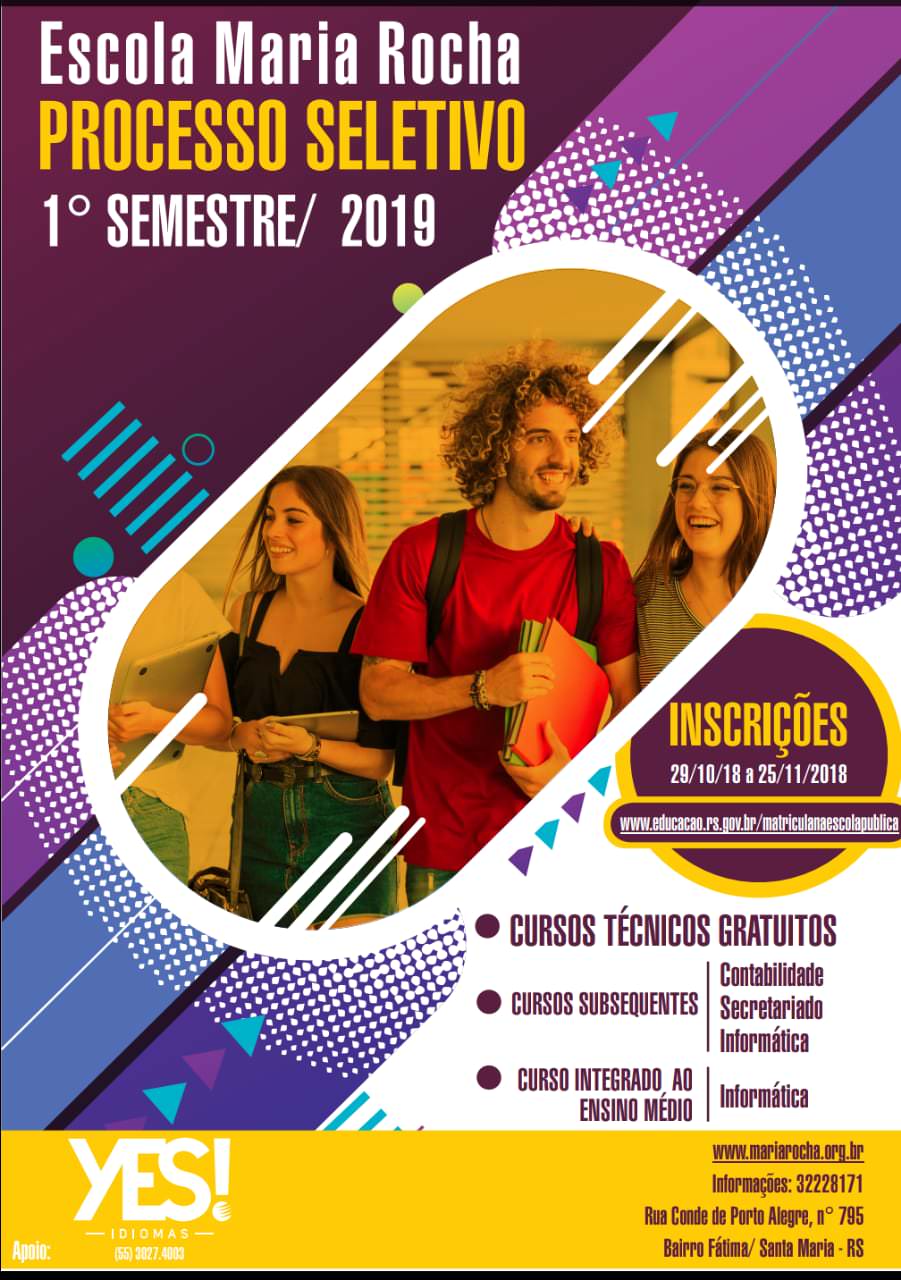 Escola Maria Rocha
PROCESSO SELETIVO
1° SEMESTRE/ 2019
INSCRIÇÕES
29/10/18 a 25/11/2018
www.educacao.rs.gov.br/matriculanaescolapublica
CURSOS TÉCNICOS GRATUITOS
CURSOS SUBSEQUENTES
Contabilidade
Secretariado
Informática
CURSO INTEGRADO AO
ENSINO MÉDIO
Informática
Apoio:
YES!
IDIOMAS
(55) 3027.4003
www.mariarocha.org.br
Informações: 32228171
Rua Conde de Porto Alegre, n° 795
Bairro Fátima/ Santa Maria - RS